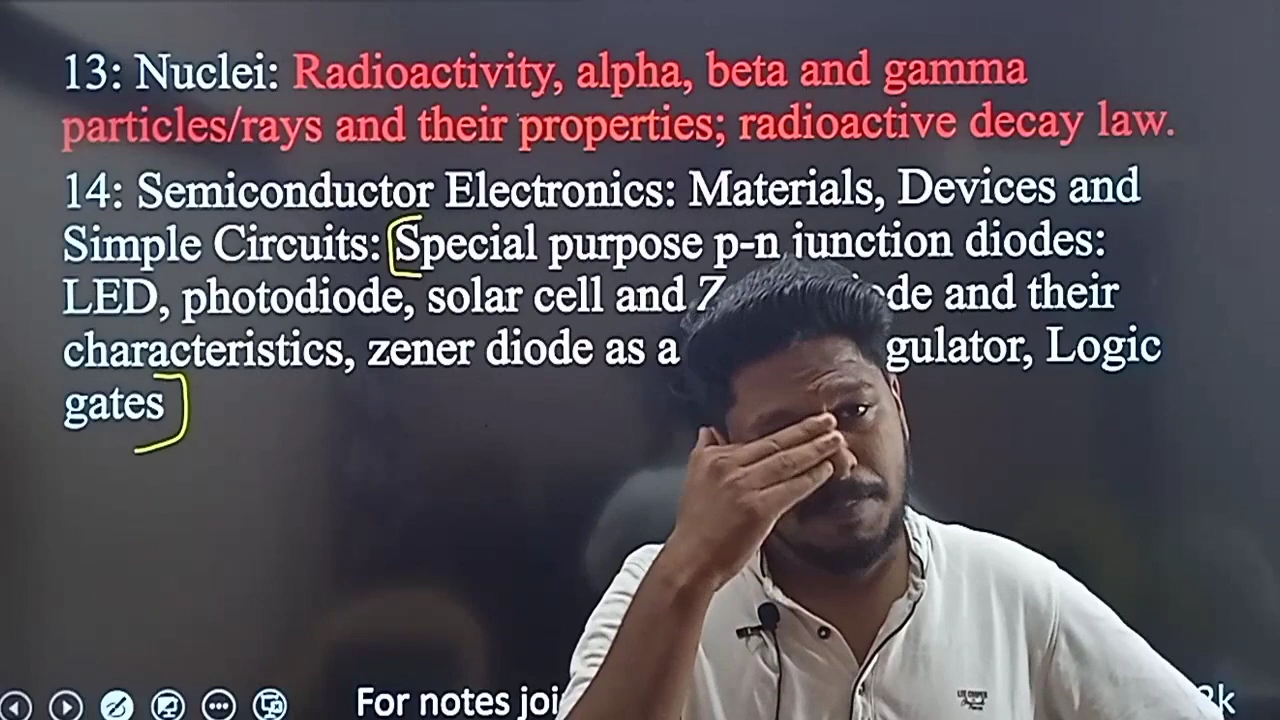 13: Nuclei: Radioactivity, alpha, beta and gamma
particles/rays and their properties; radioactive decay law.
14: Semiconductor Electronics: Materials, Devices and
Simple Circuits: Special purpose p-n junction diodes:
LED, photodiode, solar cell and Z de and their
characteristics, zener diode as a gulator, Logic
gates
For notes joi k
LEE COOPER